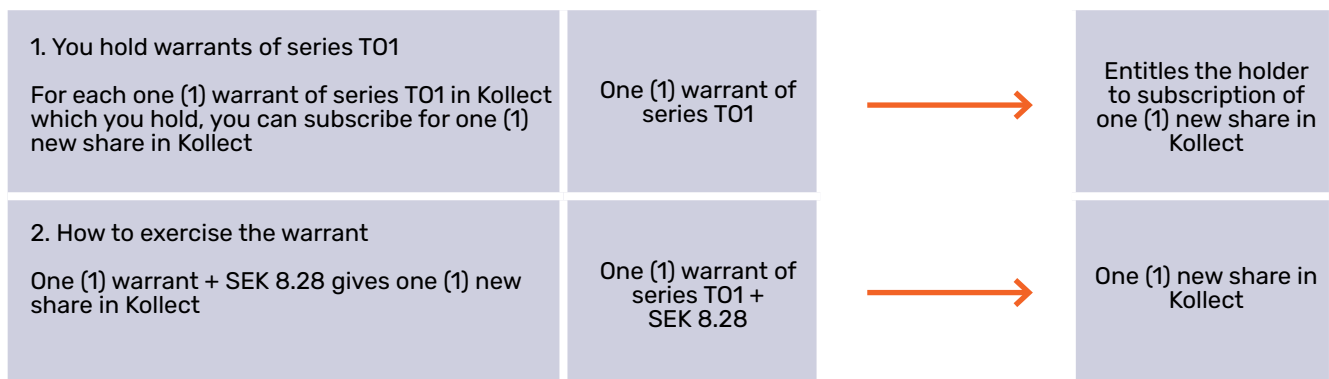 1. You hold warrants of series TO1
For each one (1) warrant of series TO1 in Kollect
which you hold, you can subscribe for one (1)
new share in Kollect
One (1) warrant of
series TO1
Entitles the holder
to subscription of
one (1) new share in
Kollect
2. How to exercise the warrant
One (1) warrant + SEK 8.28 gives one (1) new
share in Kollect
One (1) warrant of
series TO1 +
SEK 8.28
One (1) new share in
Kollect